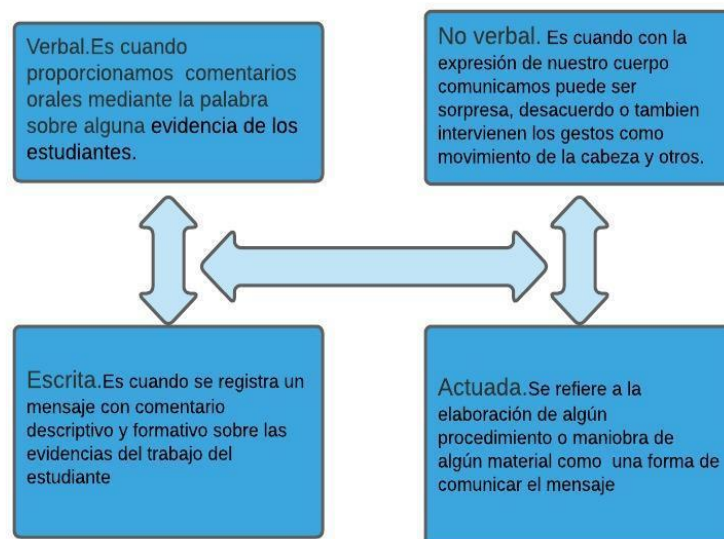 Verbal.Es cuando
proporcionamos comentarios
orales mediante la palabra
sobre alguna evidencia de los
estudiantes.
No verbal. Es cuando con la
expresión de nuestro cuerpo
comunicamos puede ser
sorpresa, desacuerdo o tambien
intervienen los gestos como
movimiento de la cabeza y otros.
Escrita.Es cuando se registra un
mensaje con comentario
descriptivo y formativo sobre las
evidencias del trabajo del
estudiante
Actuada.Se refiere a la
elaboración de algún
procedimiento o maniobra de
algún material como una forma de
comunicar el mensaje